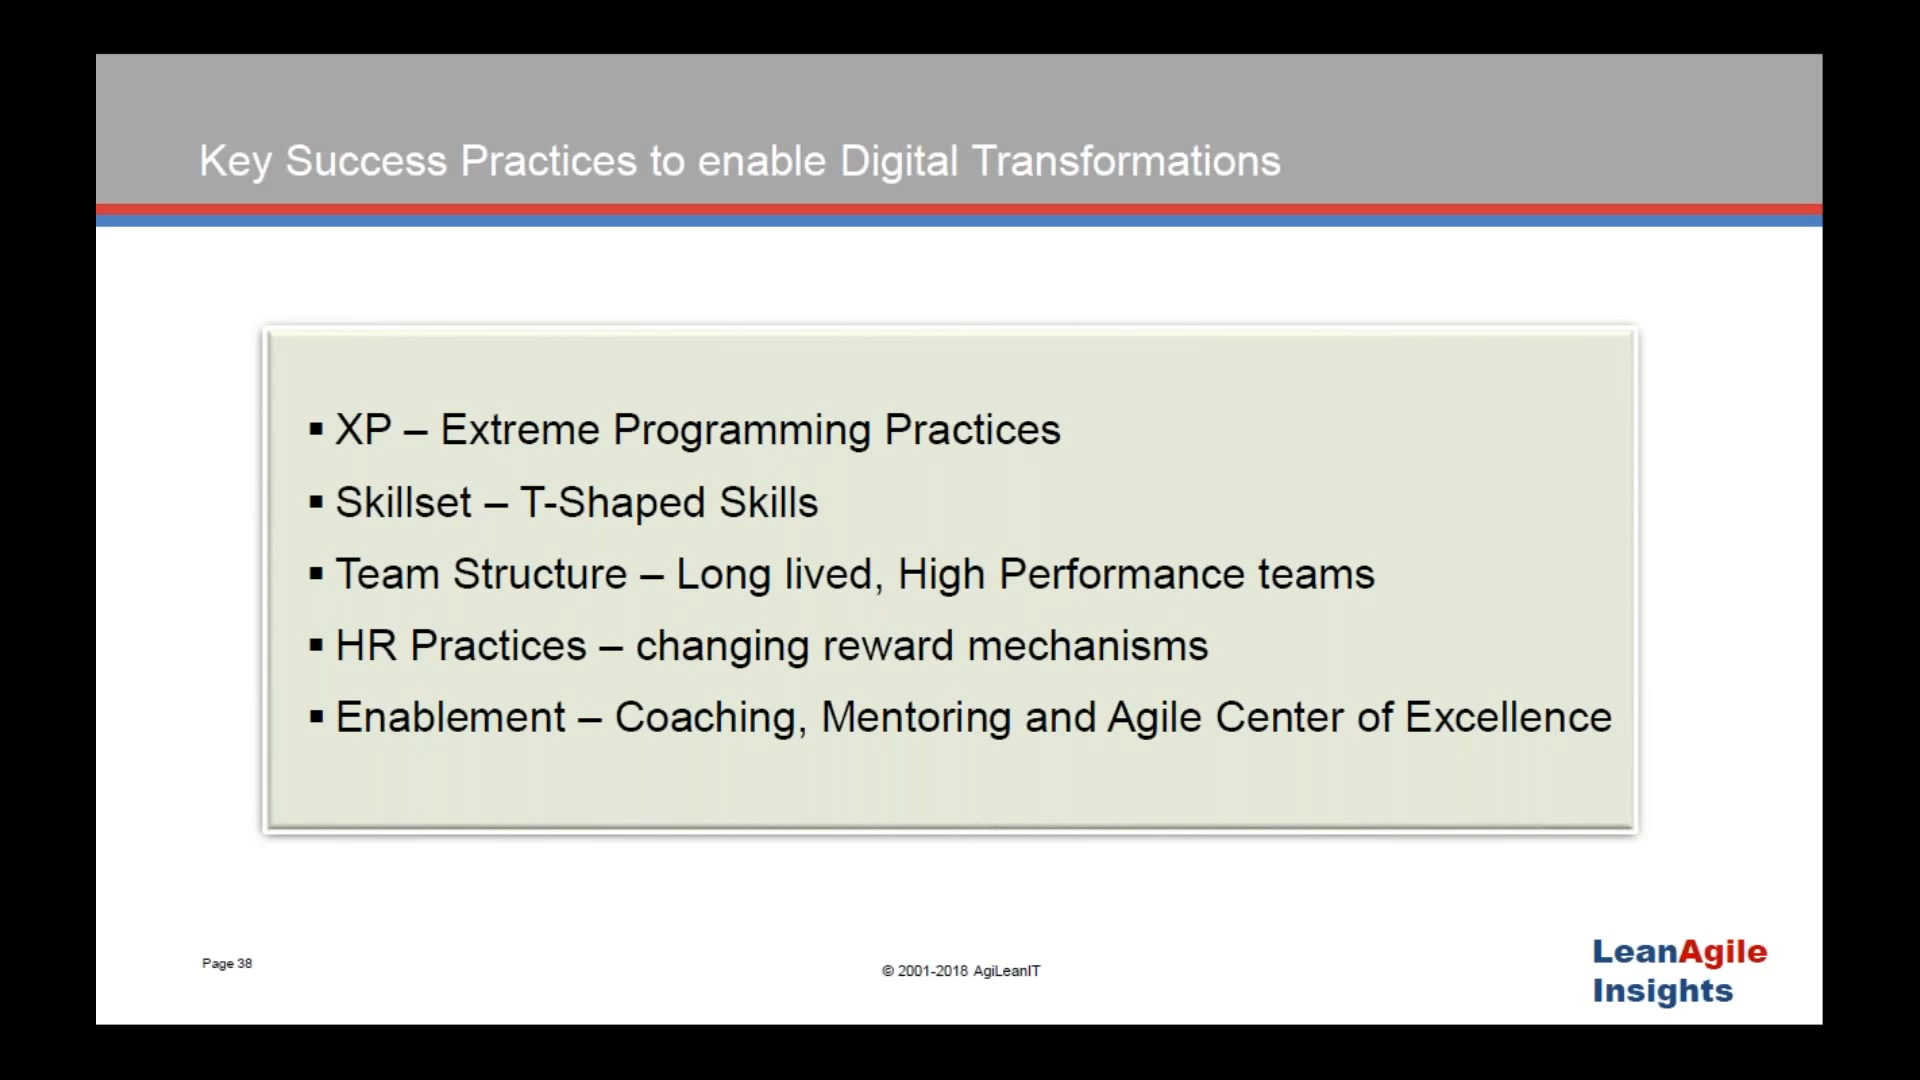 Key Success Practices to enable Digital Transformations
▪ XP – Extreme Programming Practices
▪ Skillset – T-Shaped Skills
▪ Team Structure – Long lived, High Performance teams
▪ HR Practices – changing reward mechanisms
▪ Enablement – Coaching, Mentoring and Agile Center of Excellence
Page 38
© 2001-2018 AgiLeanIT
LeanAgile
Insights